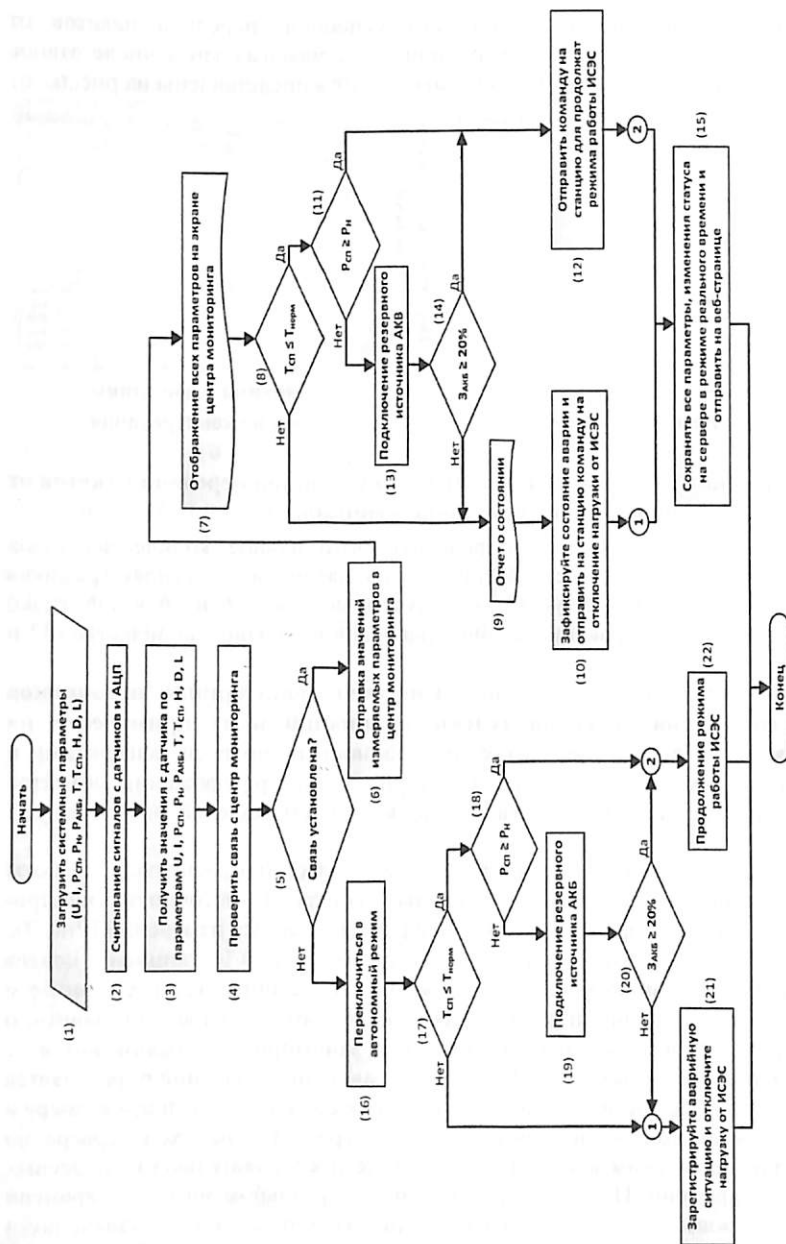 Начать
(1)
Загрузить системные параметры
(U, I, Pсп, Pн, Pакб, T, Tсп, H, D, L)
(2)
Считывание сигналов с датчиков и АЦП
(3)
Получить значения с датчика по
параметрам U, I, Pсп, Pн, Pакб, T, Tсп, H, D, L
(4)
Проверить связь с центр мониторинга
(5)
Связь установлена?
Нет
Да
(6)
Отправка значений
измеряемых параметров в
центр мониторинга
(7)
Отображение всех параметров на экране
центра мониторинга
(8)
Tсп ≤ Tнорм
Нет
Да
(11)
Pсп ≥ Pн
Нет
Да
(13)
Подключение резервного
источника АКВ
(14)
Закб ≥ 20%
Нет
Да
(9)
Отчет о состоянии
(10)
Зафиксируйте состояние аварии и
отправить на станцию команду на
отключение нагрузки от ИСЭС
1
(12)
Отправить команду на
станцию для продолжат
режима работы ИСЭС
2
(15)
Сохранять все параметры, изменения статуса
на сервере в режиме реального времени и
отправить на веб-странице
(16)
Переключиться в
автономный режим
(17)
Tсп ≤ Tнорм
Нет
Да
(18)
Pсп ≥ Pн
Нет
Да
(19)
Подключение резервного
источника АКБ
(20)
Закб ≥ 20%
Нет
Да
1
(21)
Зарегистрируйте аварийную
ситуацию и отключите
нагрузку от ИСЭС
2
(22)
Продолжение режима
работы ИСЭС
Конец